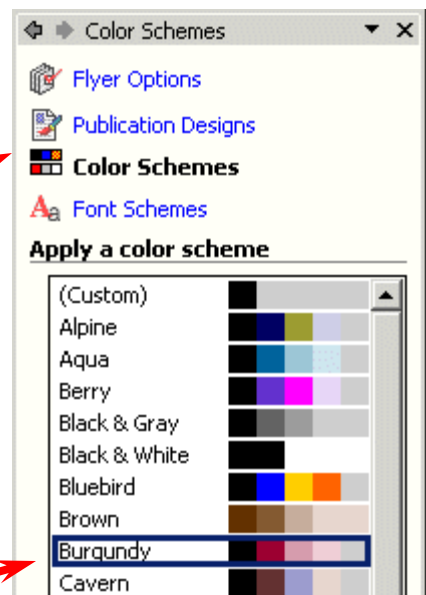 Color Schemes
Flyer Options
Publication Designs
Color Schemes
Aa Font Schemes
Apply a color scheme
(Custom)
Alpine
Aqua
Berry
Black & Gray
Black & White
Bluebird
Brown
Burgundy
Cavern